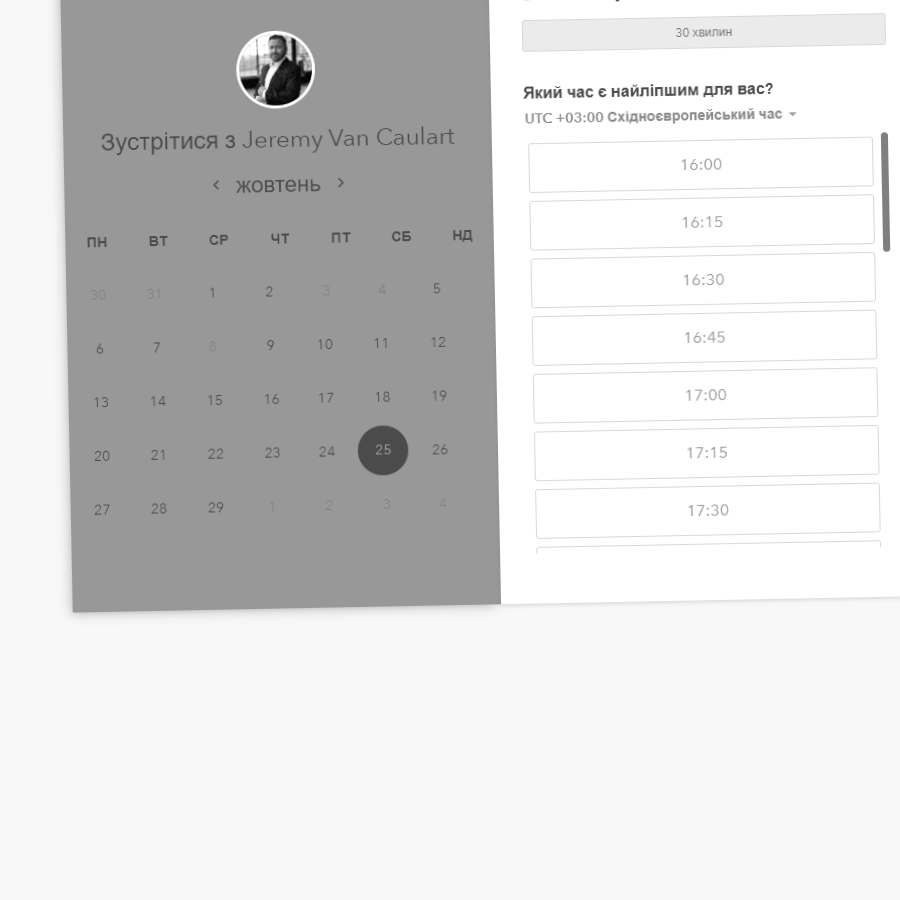 Зустрітися з Jeremy Van Caulart
жовтень
ПН ВТ СР ЧТ ПТ СБ НД
30 31 1 2 3 4 5
6 7 8 9 10 11 12
13 14 15 16 17 18 19
20 21 22 23 24 25 26
27 28 29 1 2 3 4
30 хвилин
Який час є найліпшим для вас?
UTC +03:00 Східноєвропейський час
16:00
16:15
16:30
16:45
17:00
17:15
17:30